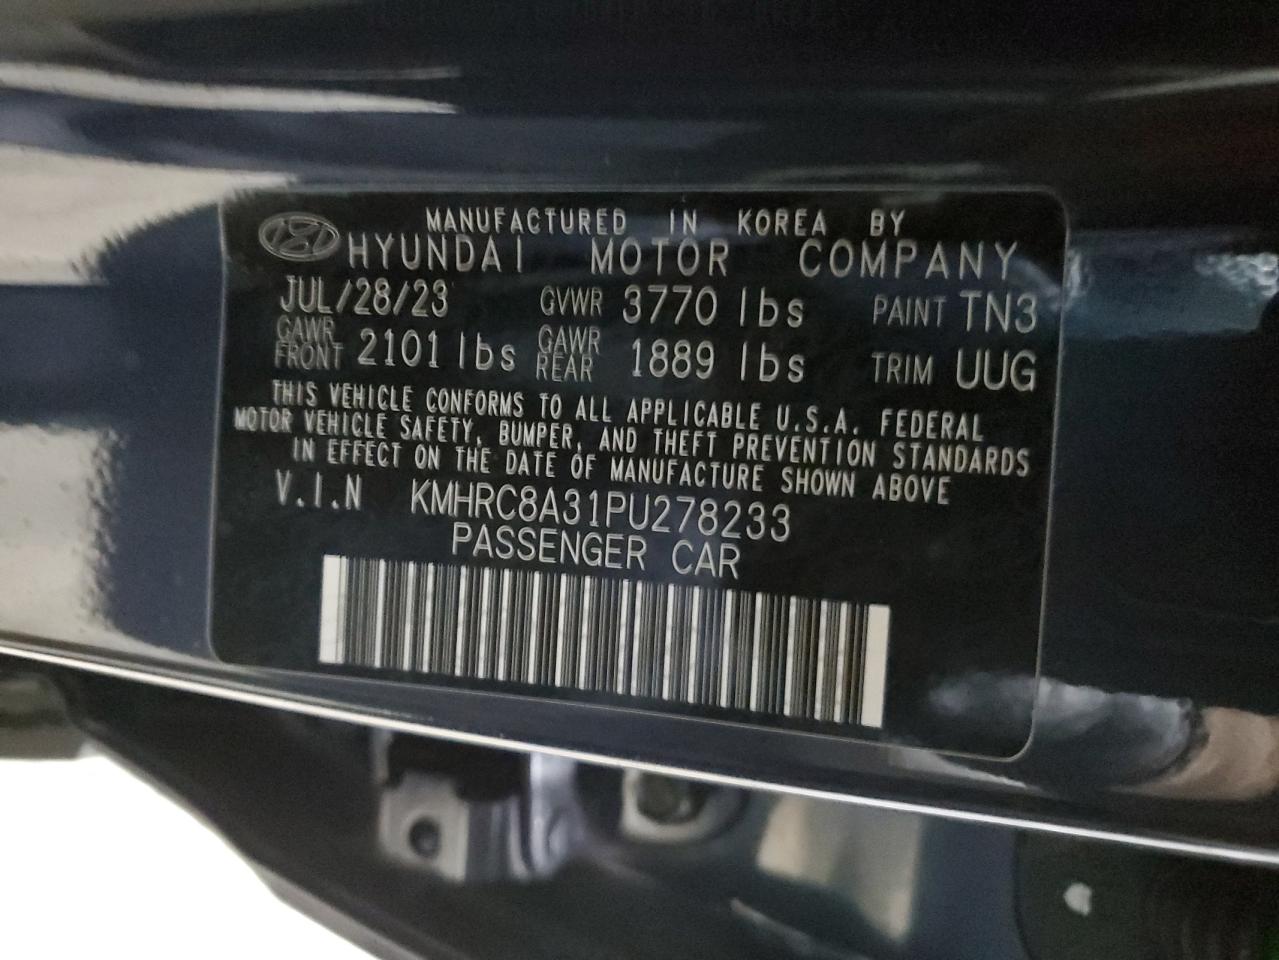 MANUFACTURED IN KOREA BY
HYUNDAI MOTOR COMPANY
JUL/28/23 GVWR 3770 lbs PAINT TN3
GAWR FRONT 2101 lbs GAWR REAR 1889 lbs TRIM UUG
THIS VEHICLE CONFORMS TO ALL APPLICABLE U.S.A. FEDERAL
MOTOR VEHICLE SAFETY, BUMPER, AND THEFT PREVENTION STANDARDS
IN EFFECT ON THE DATE OF MANUFACTURE SHOWN ABOVE
V.I.N KMHRC8A31PU278233
PASSENGER CAR